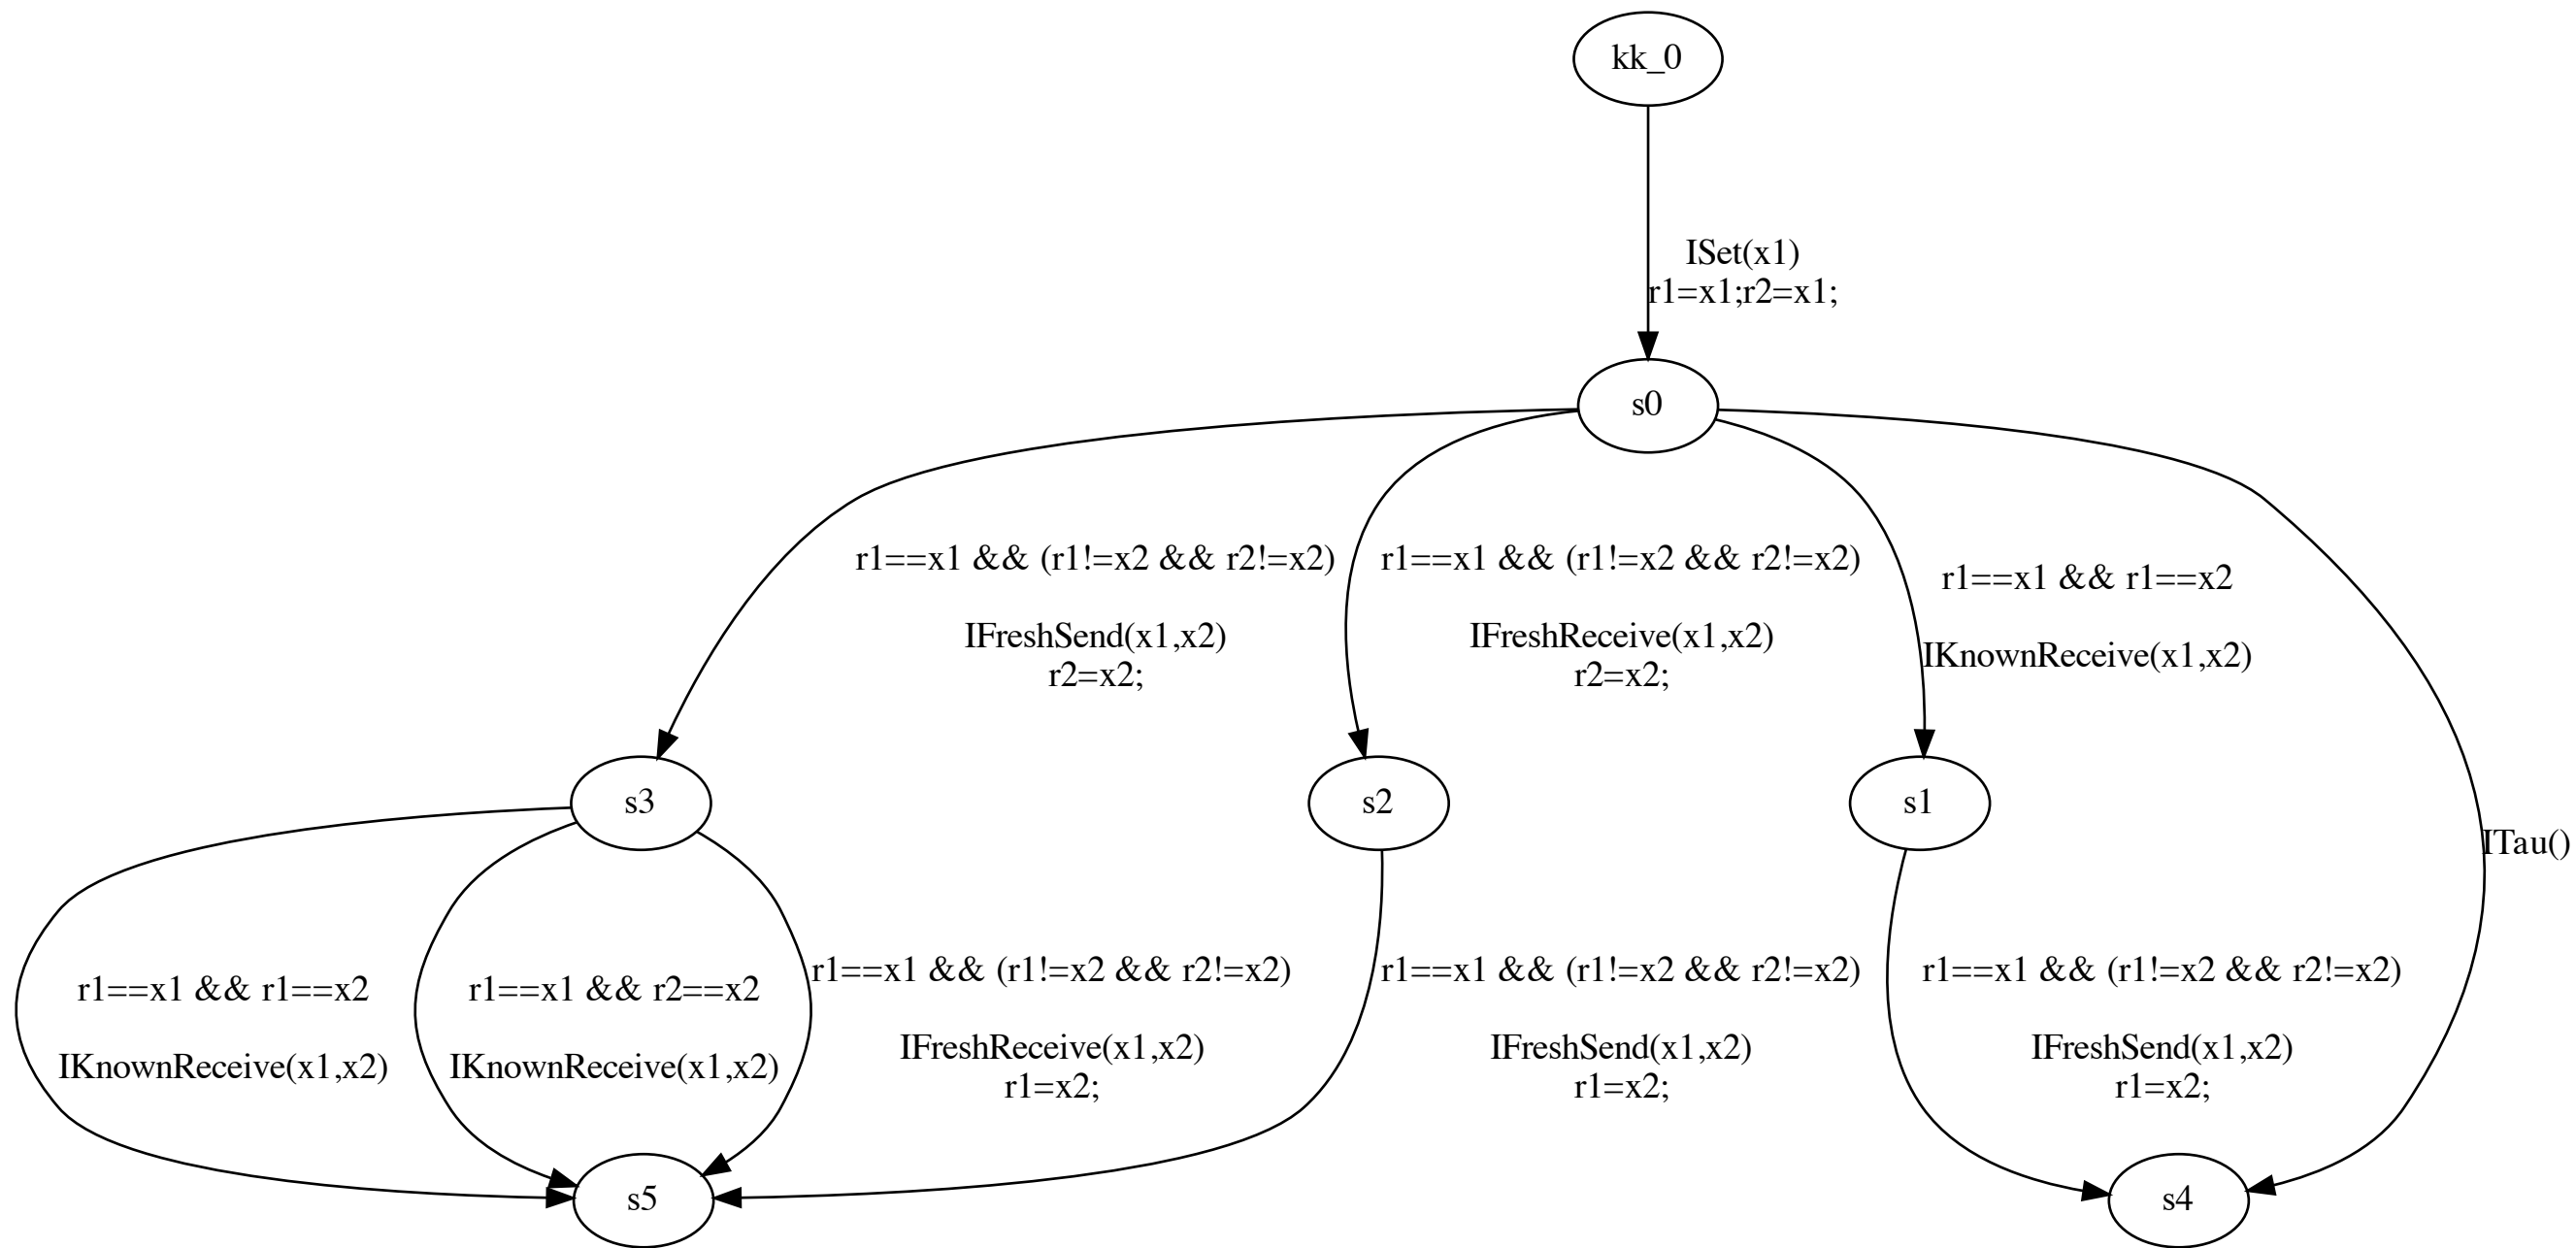 kk_0
ISet(x1)
r1=x1;r2=x1;
s0
r1==x1 && (r1!=x2 && r2!=x2)
IFreshSend(x1,x2)
r2=x2;
r1==x1 && (r1!=x2 && r2!=x2)
IFreshReceive(x1,x2)
r2=x2;
r1==x1 && r1==x2
IKnownReceive(x1,x2)
ITau()
s3
s2
s1
r1==x1 && r1==x2
IKnownReceive(x1,x2)
r1==x1 && r2==x2
IKnownReceive(x1,x2)
r1==x1 && (r1!=x2 && r2!=x2)
IFreshReceive(x1,x2)
r1=x2;
r1==x1 && (r1!=x2 && r2!=x2)
IFreshSend(x1,x2)
r1=x2;
r1==x1 && (r1!=x2 && r2!=x2)
IFreshSend(x1,x2)
r1=x2;
s5
s4